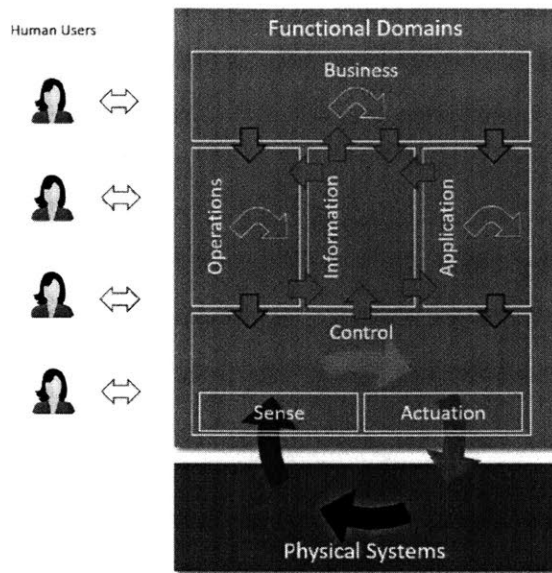 Human Users
Functional Domains
Business
Operations
Information
Application
Control
Sense
Actuation
Physical Systems